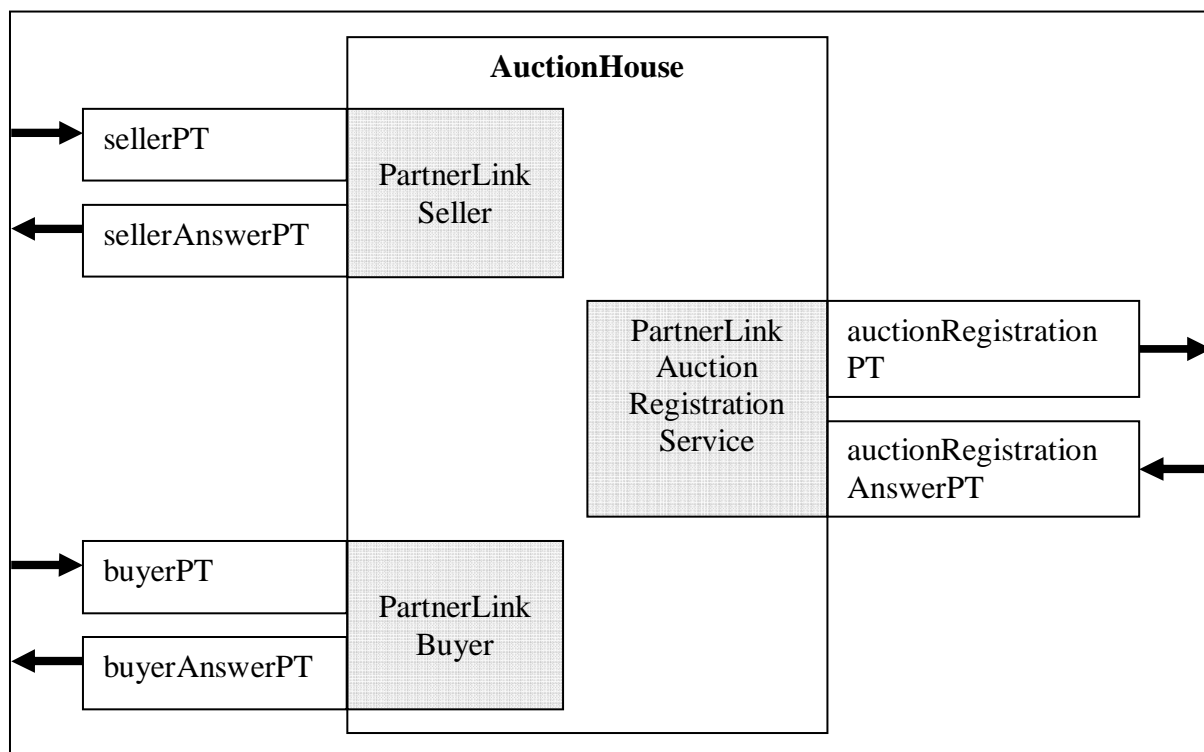 AuctionHouse
sellerPT
PartnerLink
Seller
sellerAnswerPT
PartnerLink
Auction
Registration
Service
auctionRegistration
PT
auctionRegistration
AnswerPT
buyerPT
PartnerLink
Buyer
buyerAnswerPT